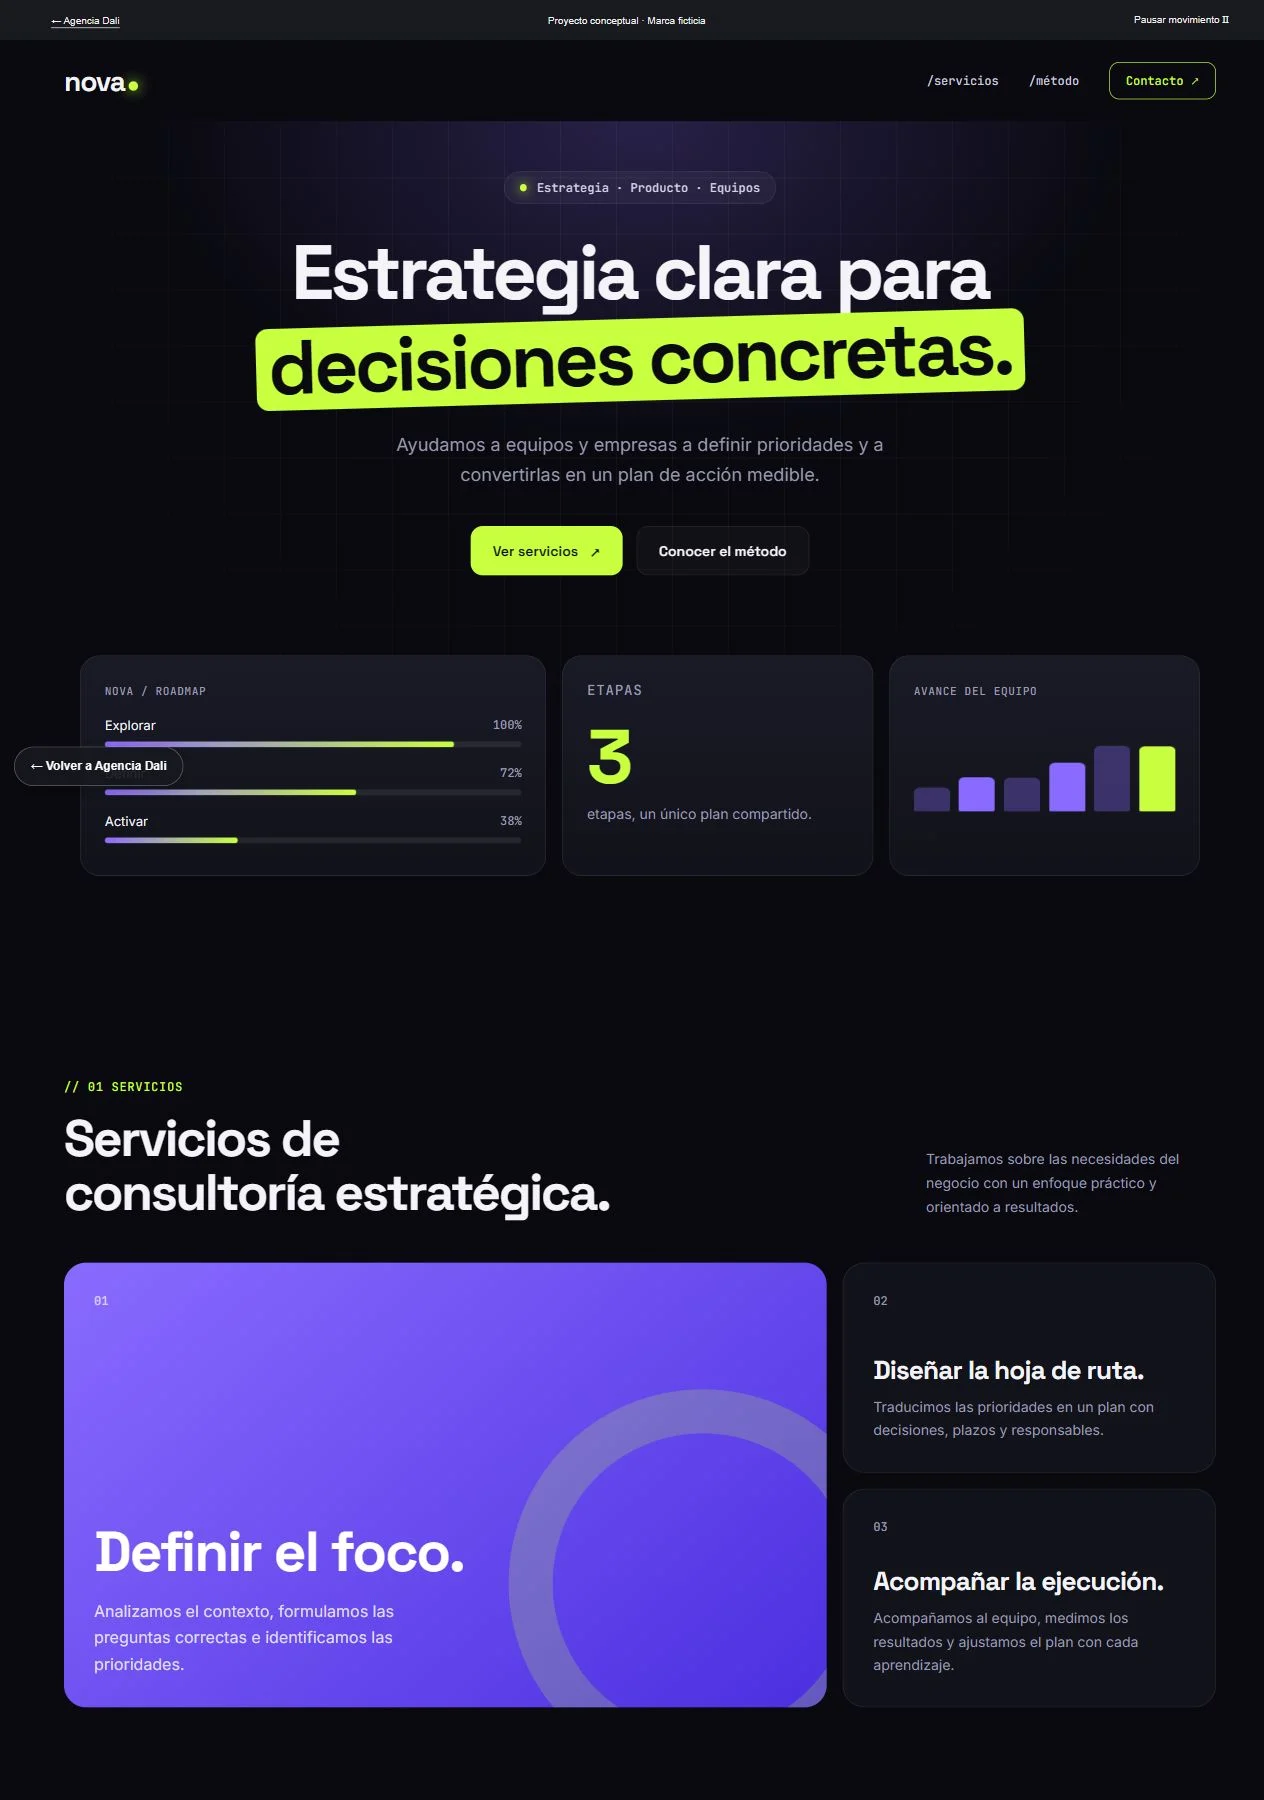 ← Agencia Dali
Proyecto conceptual · Marca ficticia
Pausar movimiento II
nova
/servicios
/método
Contacto ↗
Estrategia · Producto · Equipos
Estrategia clara para
decisiones concretas.
Ayudamos a equipos y empresas a definir prioridades y a
convertirlas en un plan de acción medible.
Ver servicios ↗
Conocer el método
NOVA / ROADMAP
Explorar
100%
← Volver a Agencia Dali
72%
Activar
38%
ETAPAS
3
etapas, un único plan compartido.
AVANCE DEL EQUIPO
// 01 SERVICIOS
Servicios de
consultoría estratégica.
Trabajamos sobre las necesidades del
negocio con un enfoque práctico y
orientado a resultados.
01
Definir el foco.
Analizamos el contexto, formulamos las
preguntas correctas e identificamos las
prioridades.
02
Diseñar la hoja de ruta.
Traducimos las prioridades en un plan con
decisiones, plazos y responsables.
03
Acompañar la ejecución.
Acompañamos al equipo, medimos los
resultados y ajustamos el plan con cada
aprendizaje.